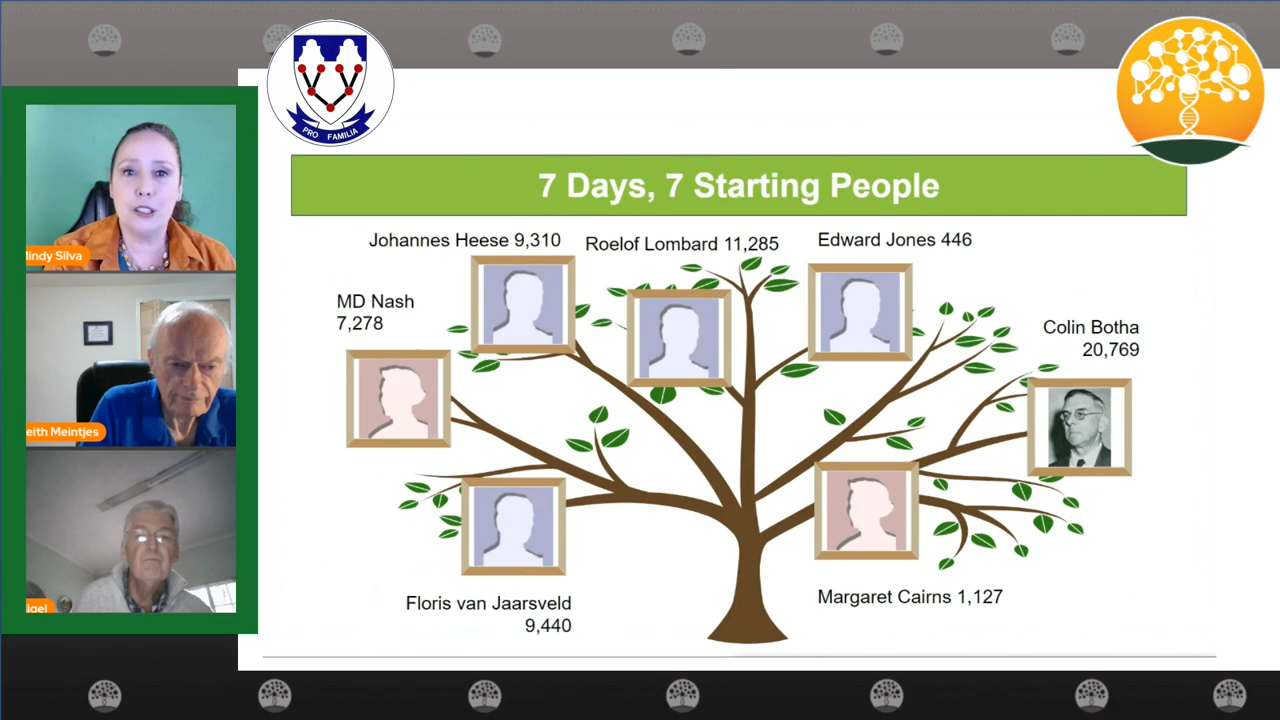 PRO FAMILIA
7 Days, 7 Starting People
Johannes Heese 9,310
Roelof Lombard 11,285
Edward Jones 446
MD Nash
7,278
Colin Botha
20,769
Floris van Jaarsveld
9,440
Margaret Cairns 1,127
indy Silva
eith Meintjes
igel